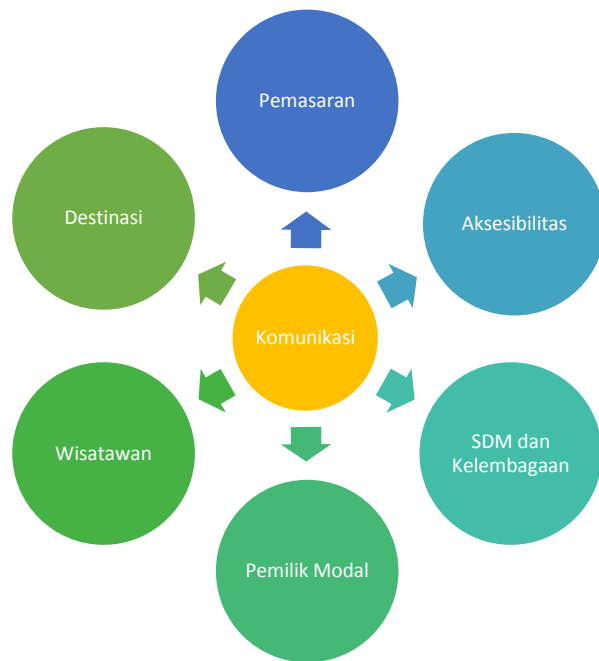 Pemasaran
Destinasi
Aksesibilitas
Komunikasi
Wisatawan
SDM dan
Kelembagaan
Pemilik Modal